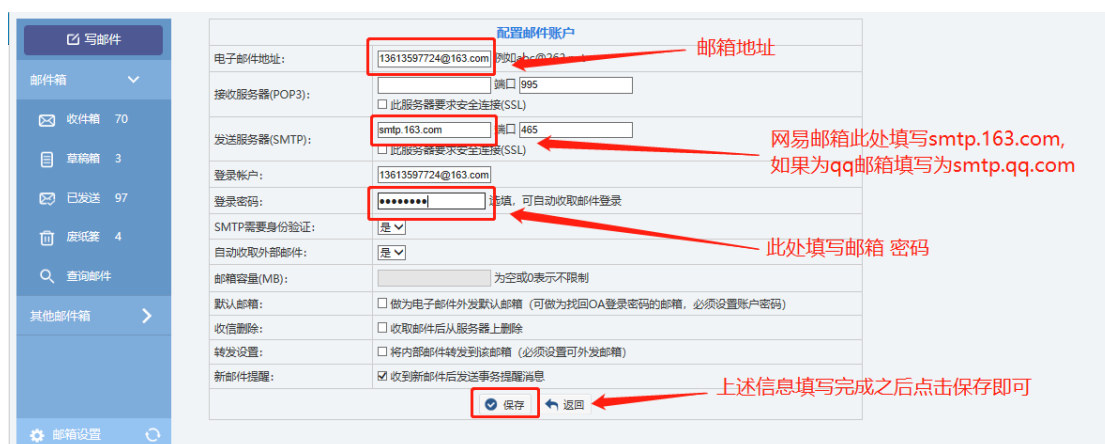 写邮件
邮件箱
收件箱 70
草稿箱 3
已发送 97
废纸篓 4
查询邮件
其他邮件箱
邮箱设置
配置邮件账户
电子邮件地址: 13613597724@163.com 例如abc@263.net
邮箱地址
接收服务器(POP3): 端口 995
此服务器要求安全连接(SSL)
发送服务器(SMTP): smtp.163.com 端口 465
此服务器要求安全连接(SSL)
网易邮箱此处填写smtp.163.com,
如果为qq邮箱填写为smtp.qq.com
登录帐户: 13613597724@163.com
登录密码: ●●●●●●●● 选填，可自动收取邮件登录
SMTP需要身份验证: 是
此处填写邮箱 密码
自动收取外部邮件: 是
邮箱容量(MB): 为空或0表示不限制
默认邮箱: 做为电子邮件外发默认邮箱（可做为找回OA登录密码的邮箱，必须设置账户密码）
收信删除: 收取邮件后从服务器上删除
转发设置: 将内部邮件转发到该邮箱（必须设置可外发邮箱）
新邮件提醒: 收到新邮件后发送事务提醒消息
上述信息填写完成之后点击保存即可
保存 返回